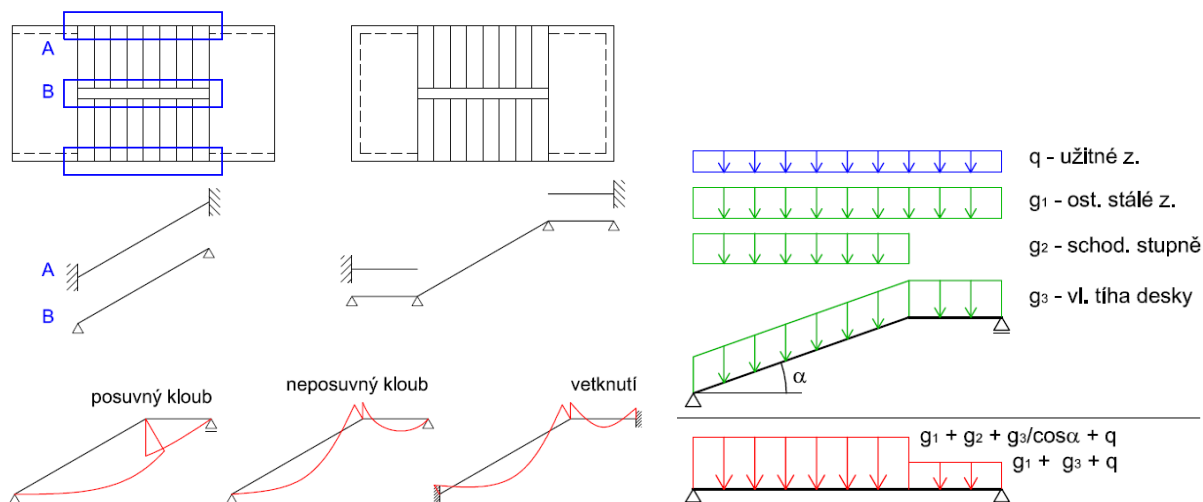 A
B
A
B
posuvný kloub
neposuvný kloub
vetknutí
q - užitné z.
g₁ - ost. stálé z.
g₂ - schod. stupně
g₃ - vl. tíha desky
α
g₁ + g₂ + g₃/cosα + q
g₁ + g₃ + q